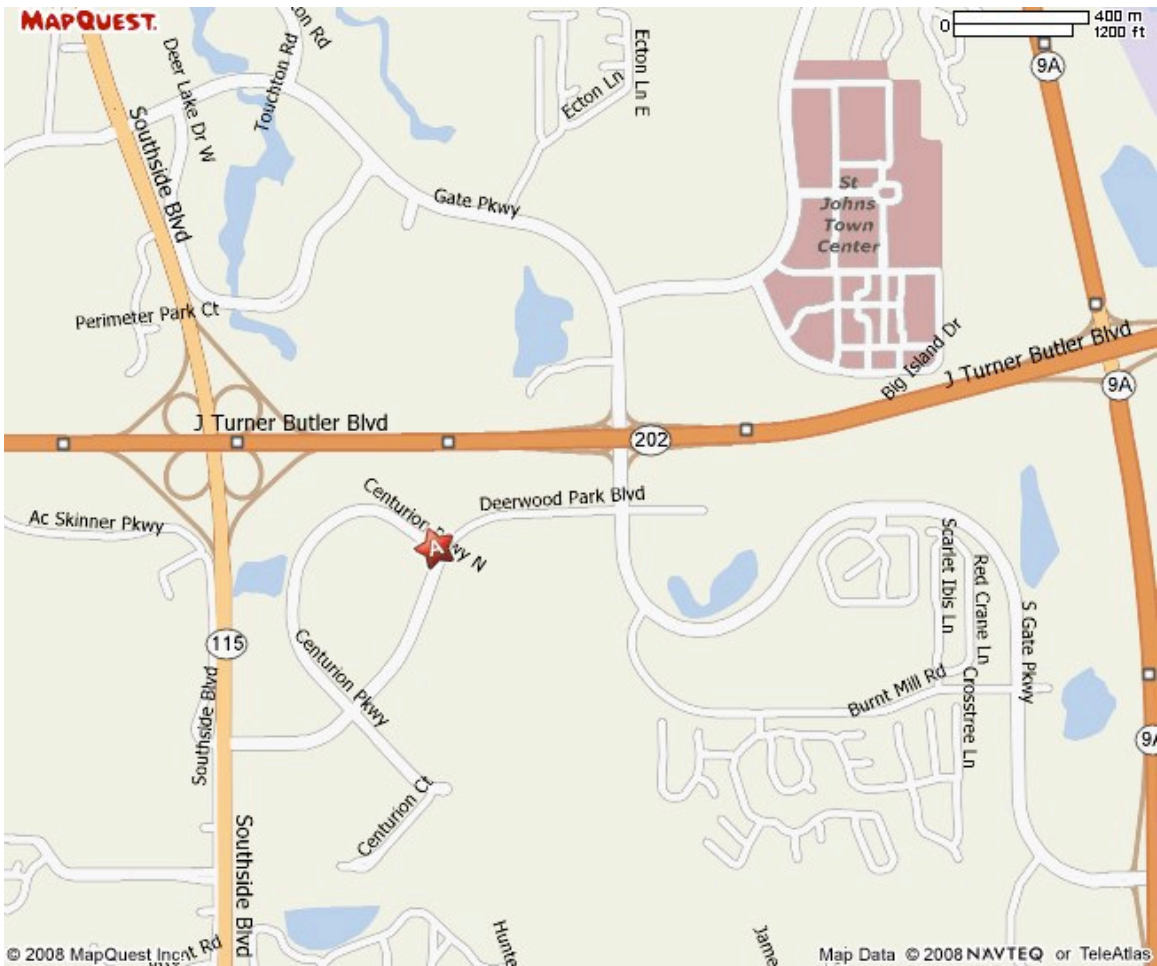 MAPQUEST.
0
400 m
1200 ft
9A
Deer Lake Dr W
Touchton Rd
Ecton Ln
Ecton Ln E
Southside Blvd
Gate Pkwy
St
Johns
Town
Center
Perimeter Park Ct
Big Island Dr
J Turner Butler Blvd
9A
J Turner Butler Blvd
202
Centurion Pkwy N
A
Deerwood Park Blvd
Ac Skinner Pkwy
Scarlet Ibis Ln
Red Crane Ln
S Gate Pkwy
115
Centurion Pkwy
Southside Blvd
Burnt Mill Rd
Crosstree Ln
9A
Centurion Ct
Southside Blvd
Hunte
Jame
Rd
© 2008 MapQuest Inc.
Map Data © 2008 NAVTEQ or TeleAtlas